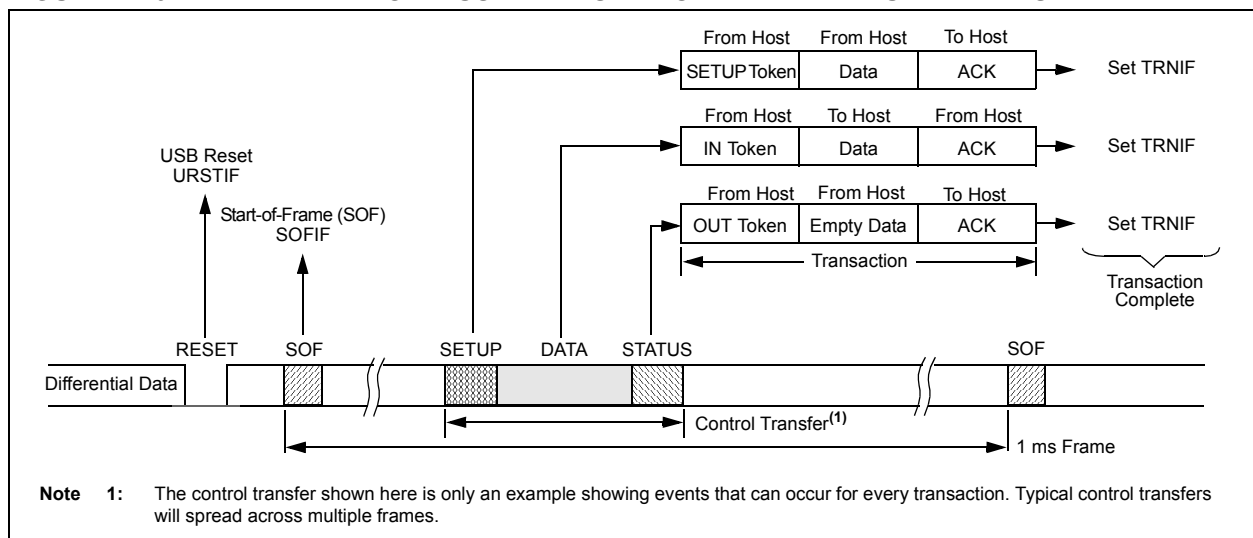 From Host From Host To Host
SETUP Token Data ACK Set TRNIF
From Host To Host From Host
IN Token Data ACK Set TRNIF
From Host From Host To Host
OUT Token Empty Data ACK Set TRNIF
Transaction
Transaction
Complete
USB Reset
URSTIF
Start-of-Frame (SOF)
SOFIF
RESET SOF SETUP DATA STATUS SOF
Differential Data
Control Transfer(1)
1 ms Frame
Note 1: The control transfer shown here is only an example showing events that can occur for every transaction. Typical control transfers
will spread across multiple frames.